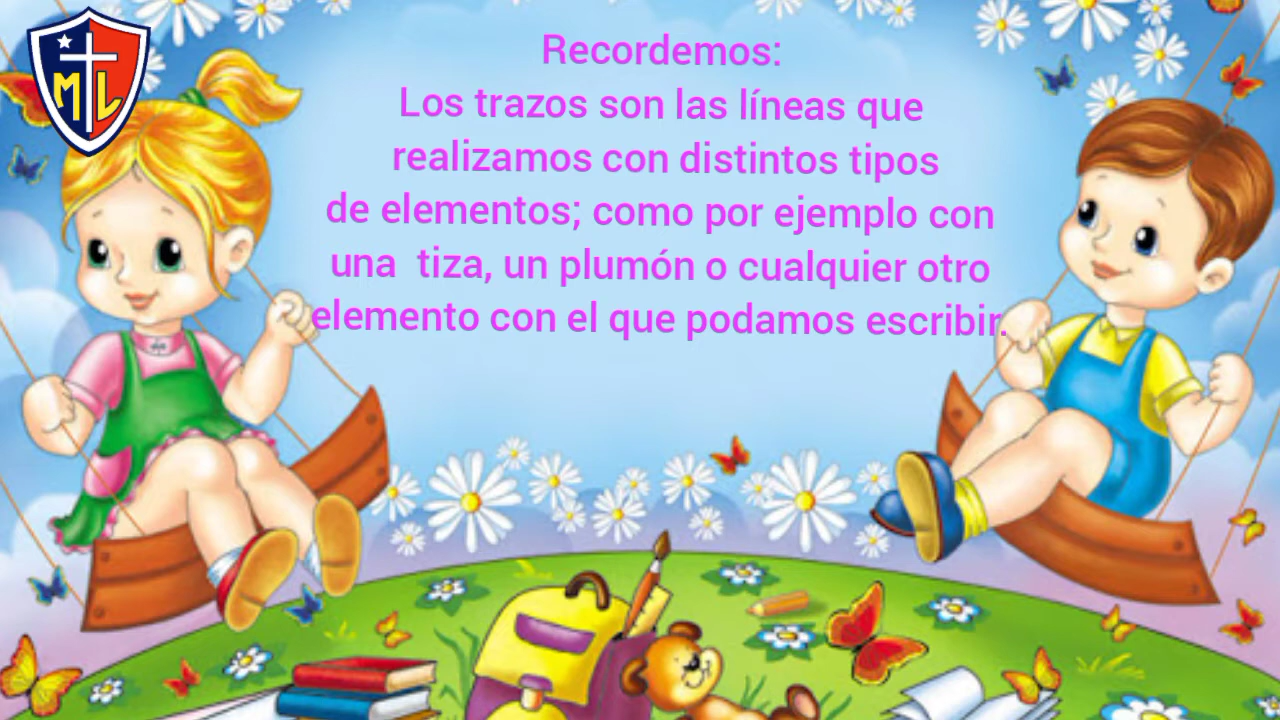 M L
Recordemos:
Los trazos son las líneas que
realizamos con distintos tipos
de elementos; como por ejemplo con
una  tiza, un plumón o cualquier otro
elemento con el que podamos escribir.